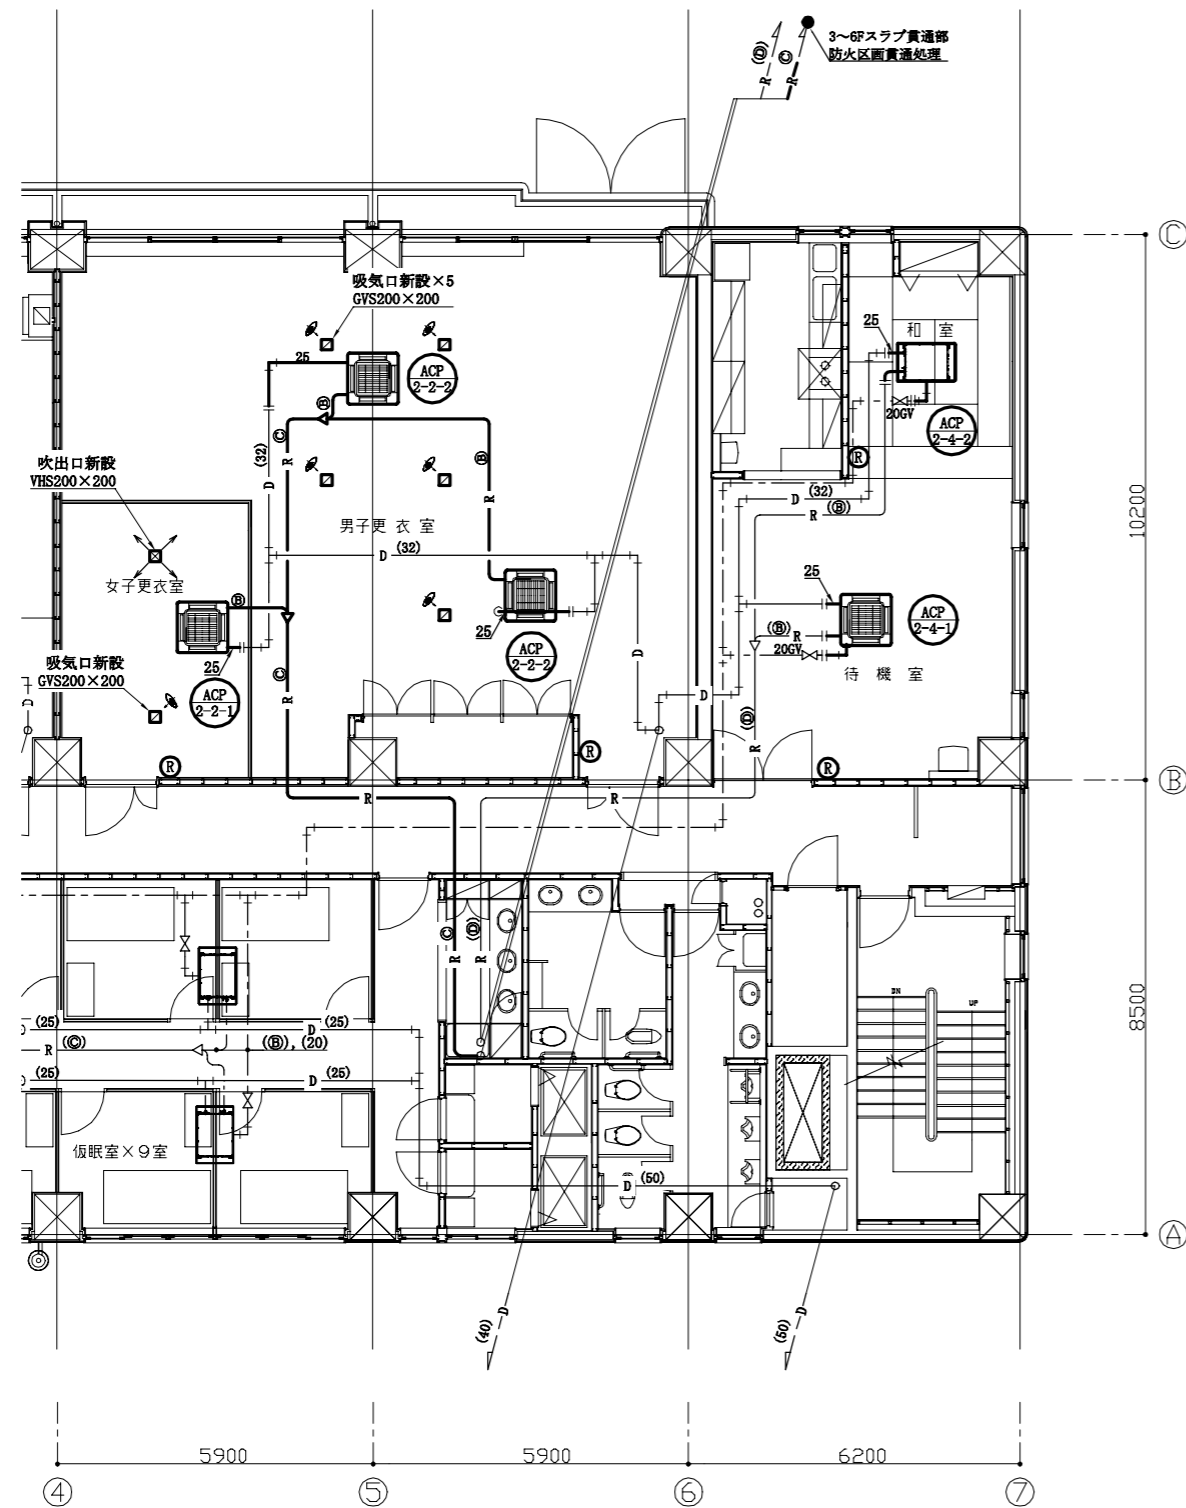 3～6Fスラブ貫通部
防火区画貫通処理
(D)
Ⓒ
R
R
Ⓒ
吸気口新設×5
GVS200×200
25
ACP
2-2-2
Ⓑ
Ⓒ
R
(32)
D
Ⓑ
R
25
和 室
20GV
ACP
2-4-2
Ⓡ
吹出口新設
VHS200×200
D
(32)
R
(Ⓑ)
10200
男子更 衣 室
D
(32)
女子更衣室
Ⓑ
25
ACP
2-4-1
(Ⓑ)
R
20GV
待 機 室
25
ACP
2-2-2
吸気口新設
GVS200×200
25
ACP
2-2-1
Ⓒ
R
D
D
D
(Ⓓ)
R
Ⓡ
Ⓡ
Ⓡ
Ⓑ
R
R
Ⓒ
R
(Ⓓ)
R
DN
UP
8500
(25)
D
(25)
R
(Ⓒ)
(Ⓑ), (20)
(25)
D
(25)
仮眠室×9室
D
(50)
Ⓐ
(40)
D
(50)
D
5900
5900
6200
④
⑤
⑥
⑦